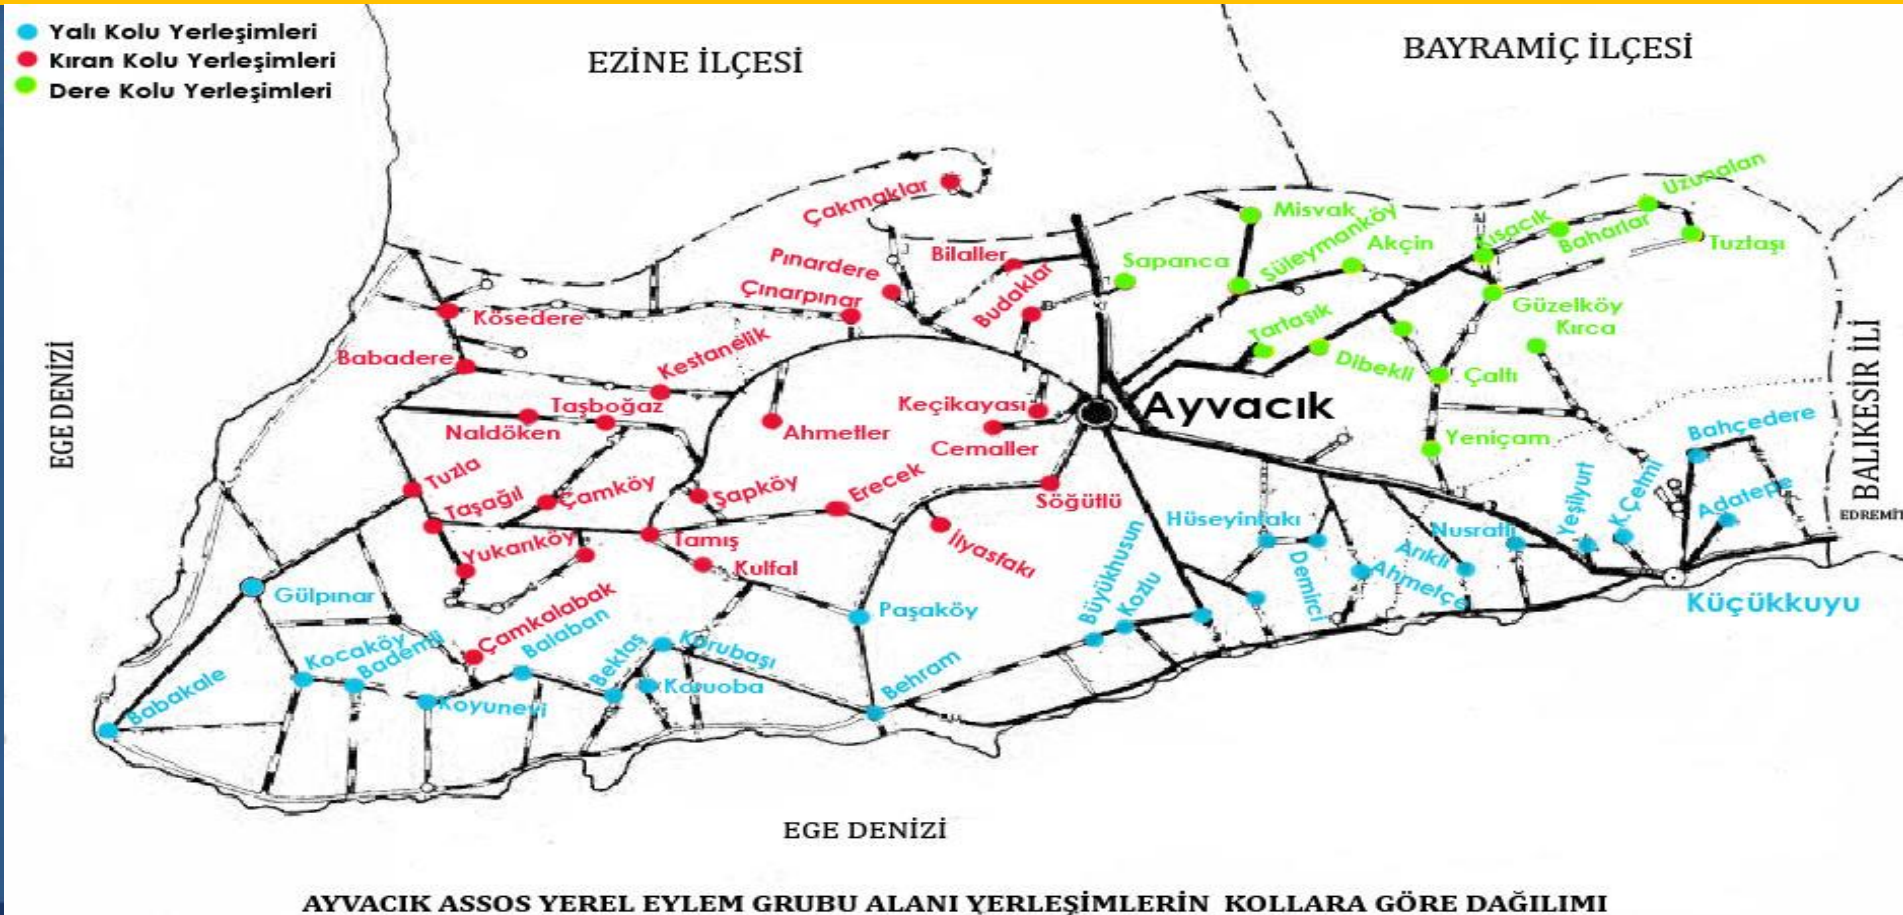 Yalı Kolu Yerleşimleri
Kıran Kolu Yerleşimleri
Dere Kolu Yerleşimleri
EZİNE İLÇESİ
BAYRAMİÇ İLÇESİ
Uzunalan
Çakmaklar
Misvak
Süleymanköy
Akçin
Kısacık
Baharlar
Tuztaşı
Pınardere
Bilaller
Sapanca
Çınarpınar
Budaklar
Güzelköy
Kırca
Kösedere
Tartaşık
Babadere
Kestanelik
Dibekli
Çaltı
EGE DENİZİ
BALIKESİR İLİ
Taşboğaz
Keçikayası
Ayvacık
Naldöken
Ahmetler
Cemaller
Bahçedere
Yeniçam
Tuzla
Şapköy
Erecek
Söğütlü
Taşağıl
Çamköy
Yeşilyurt
K.Çetmi
Adatepe
EDREMİT
Hüseyinfakı
Nusratlı
Yukarıköy
Tamış
İlyasfakı
Büyükhusun
Kozlu
Demirci
Arıklı
Ahmetçe
Kulfal
Gülpınar
Paşaköy
Küçükkuyu
Çamkalabak
Balaban
Kocaköy
Bademli
Bektaş
Korubaşı
Behram
Babakale
Koyunevi
Koruoba
EGE DENİZİ
AYVACIK ASSOS YEREL EYLEM GRUBU ALANI YERLEŞİMLERİN KOLLARA GÖRE DAĞILIMI